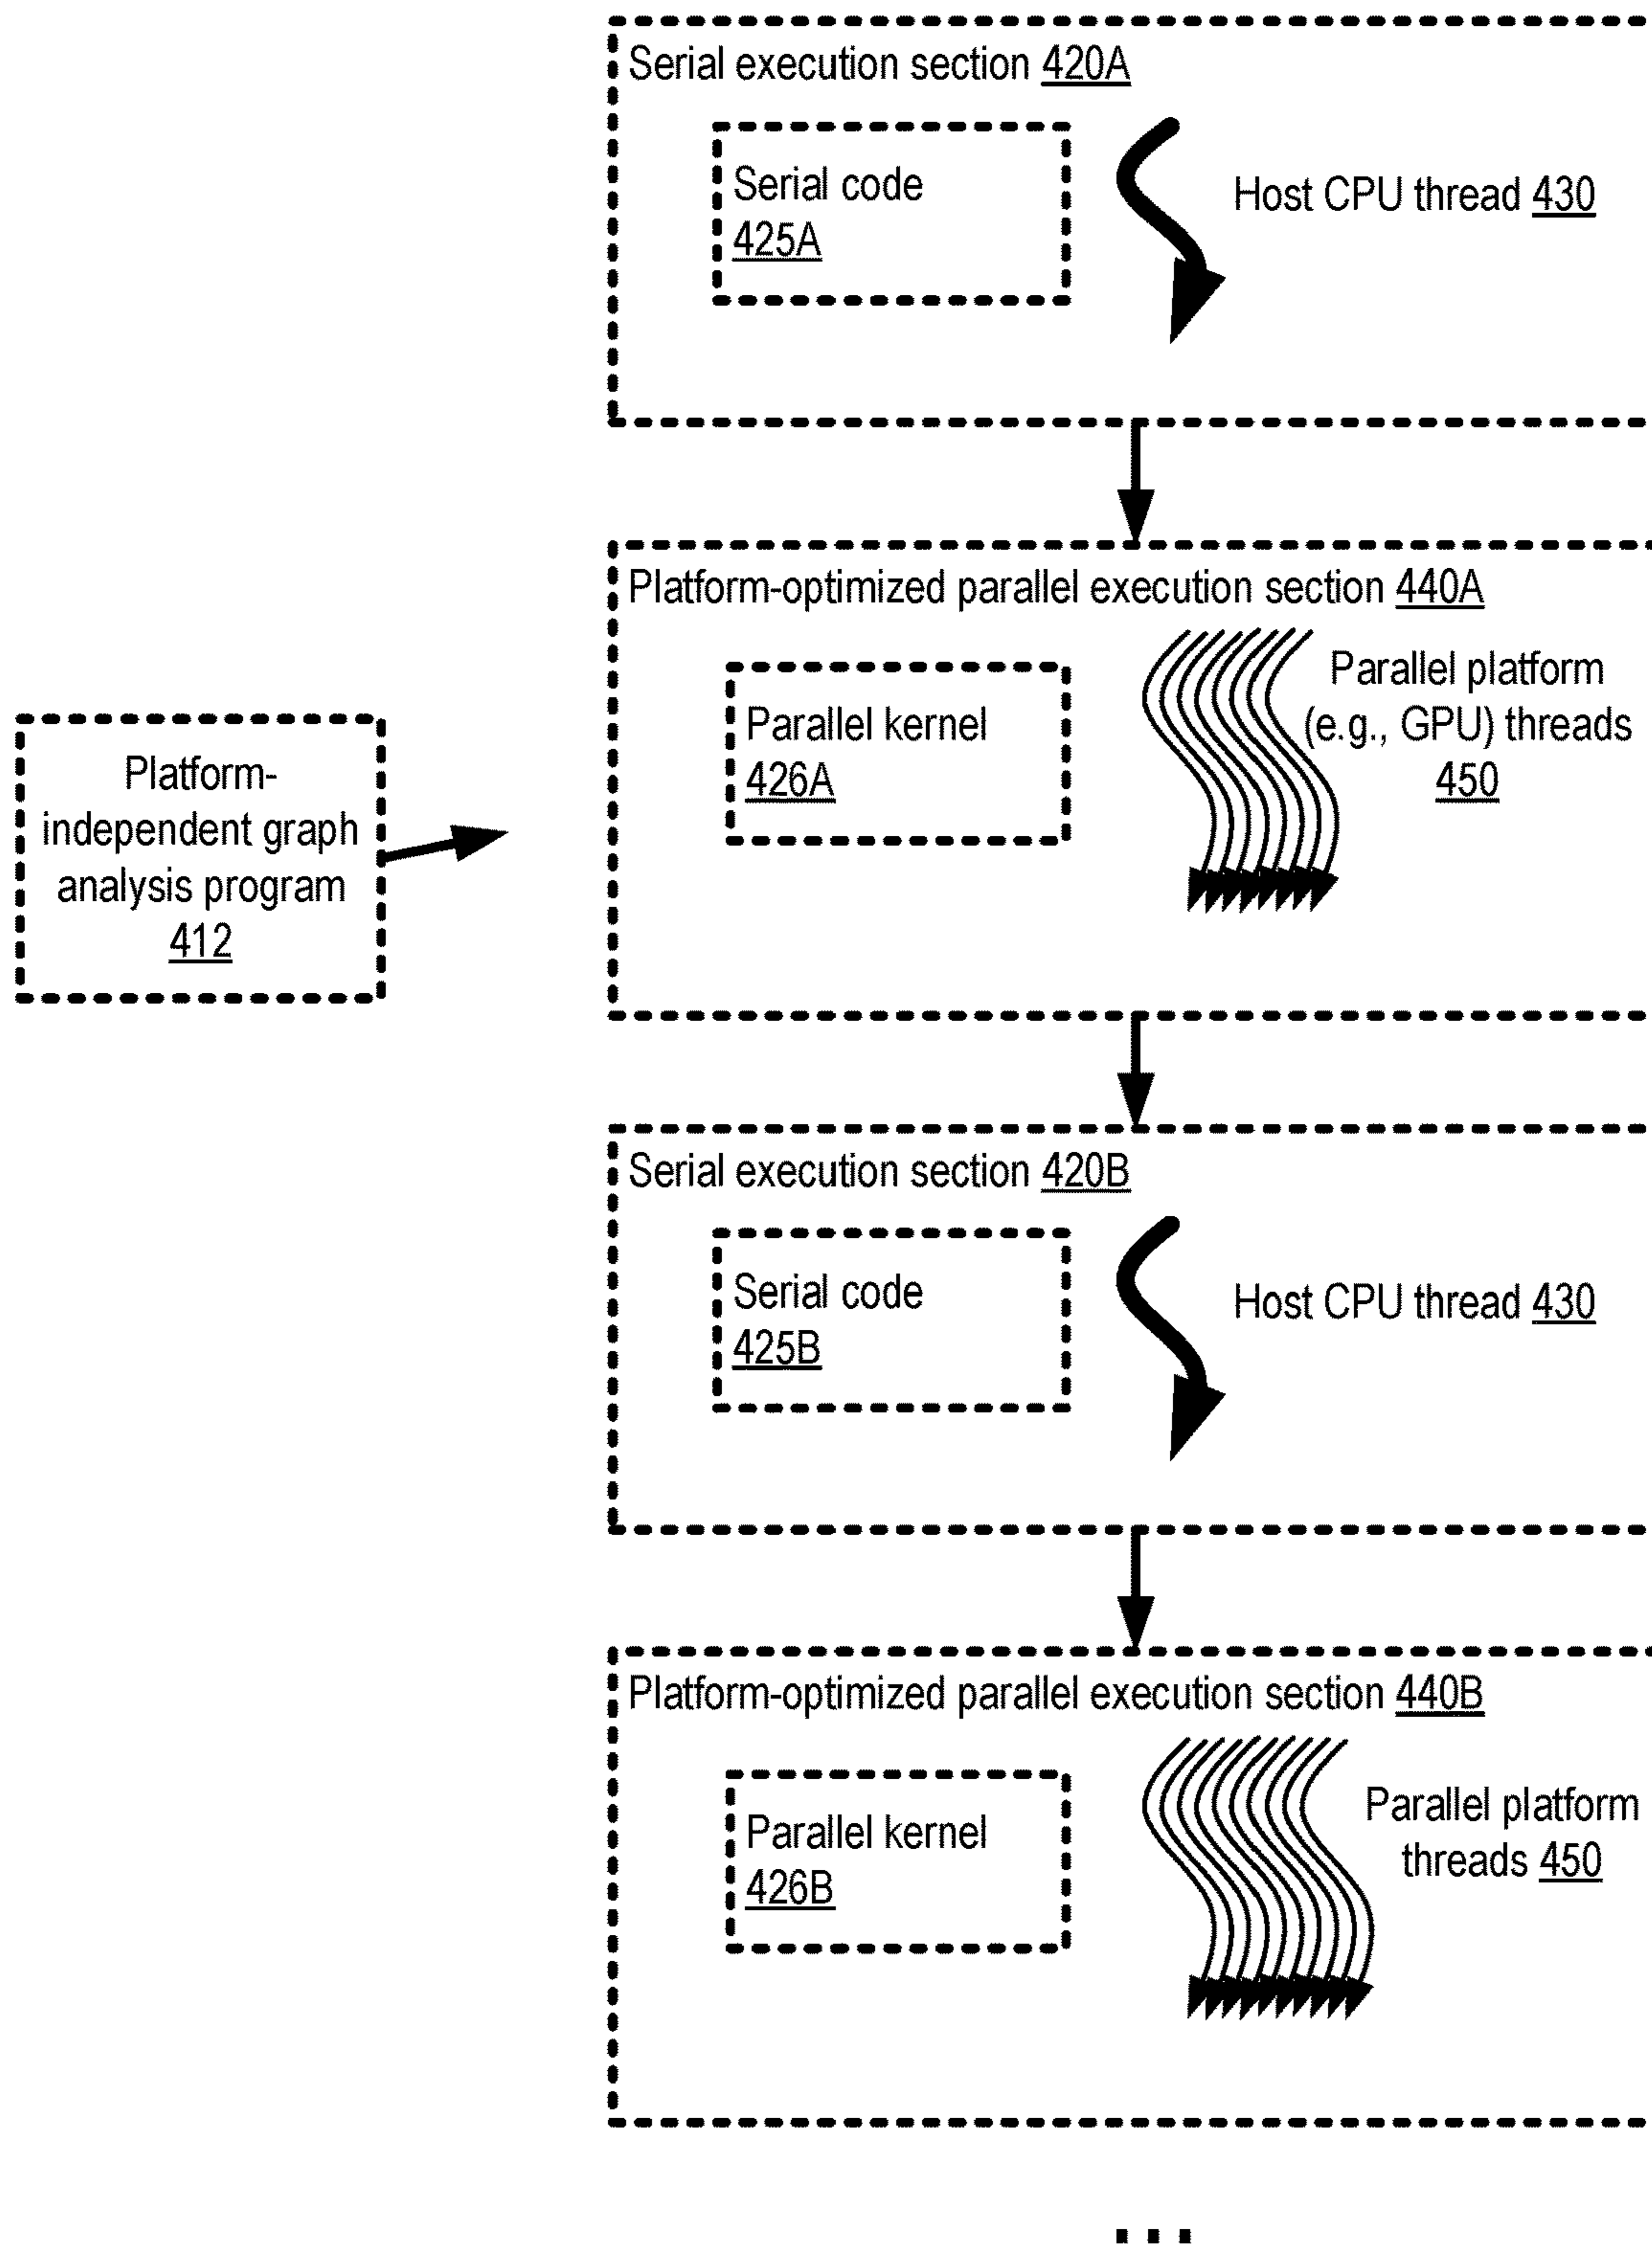 Serial execution section 420A
Serial code
425A
Host CPU thread 430
Platform-optimized parallel execution section 440A
Parallel kernel
426A
Parallel platform
(e.g., GPU) threads
450
Platform-
independent graph
analysis program
412
Serial execution section 420B
Serial code
425B
Host CPU thread 430
Platform-optimized parallel execution section 440B
Parallel kernel
426B
Parallel platform
threads 450
...